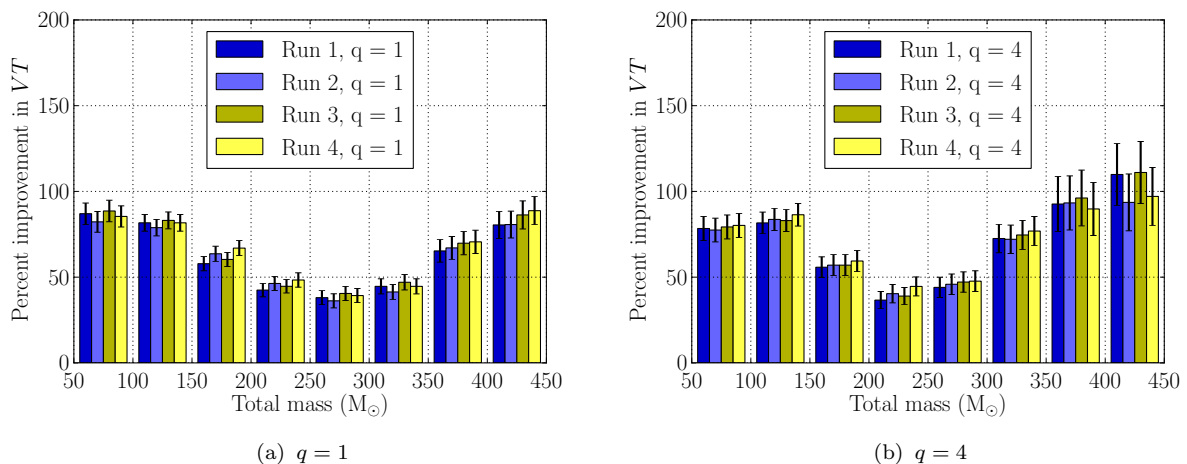 200
150
100
50
0
Percent improvement in VT
Run 1, q = 1
Run 2, q = 1
Run 3, q = 1
Run 4, q = 1
50 100 150 200 250 300 350 400 450
Total mass (M⊙)
(a) q = 1
200
150
100
50
0
Percent improvement in VT
Run 1, q = 4
Run 2, q = 4
Run 3, q = 4
Run 4, q = 4
50 100 150 200 250 300 350 400 450
Total mass (M⊙)
(b) q = 4